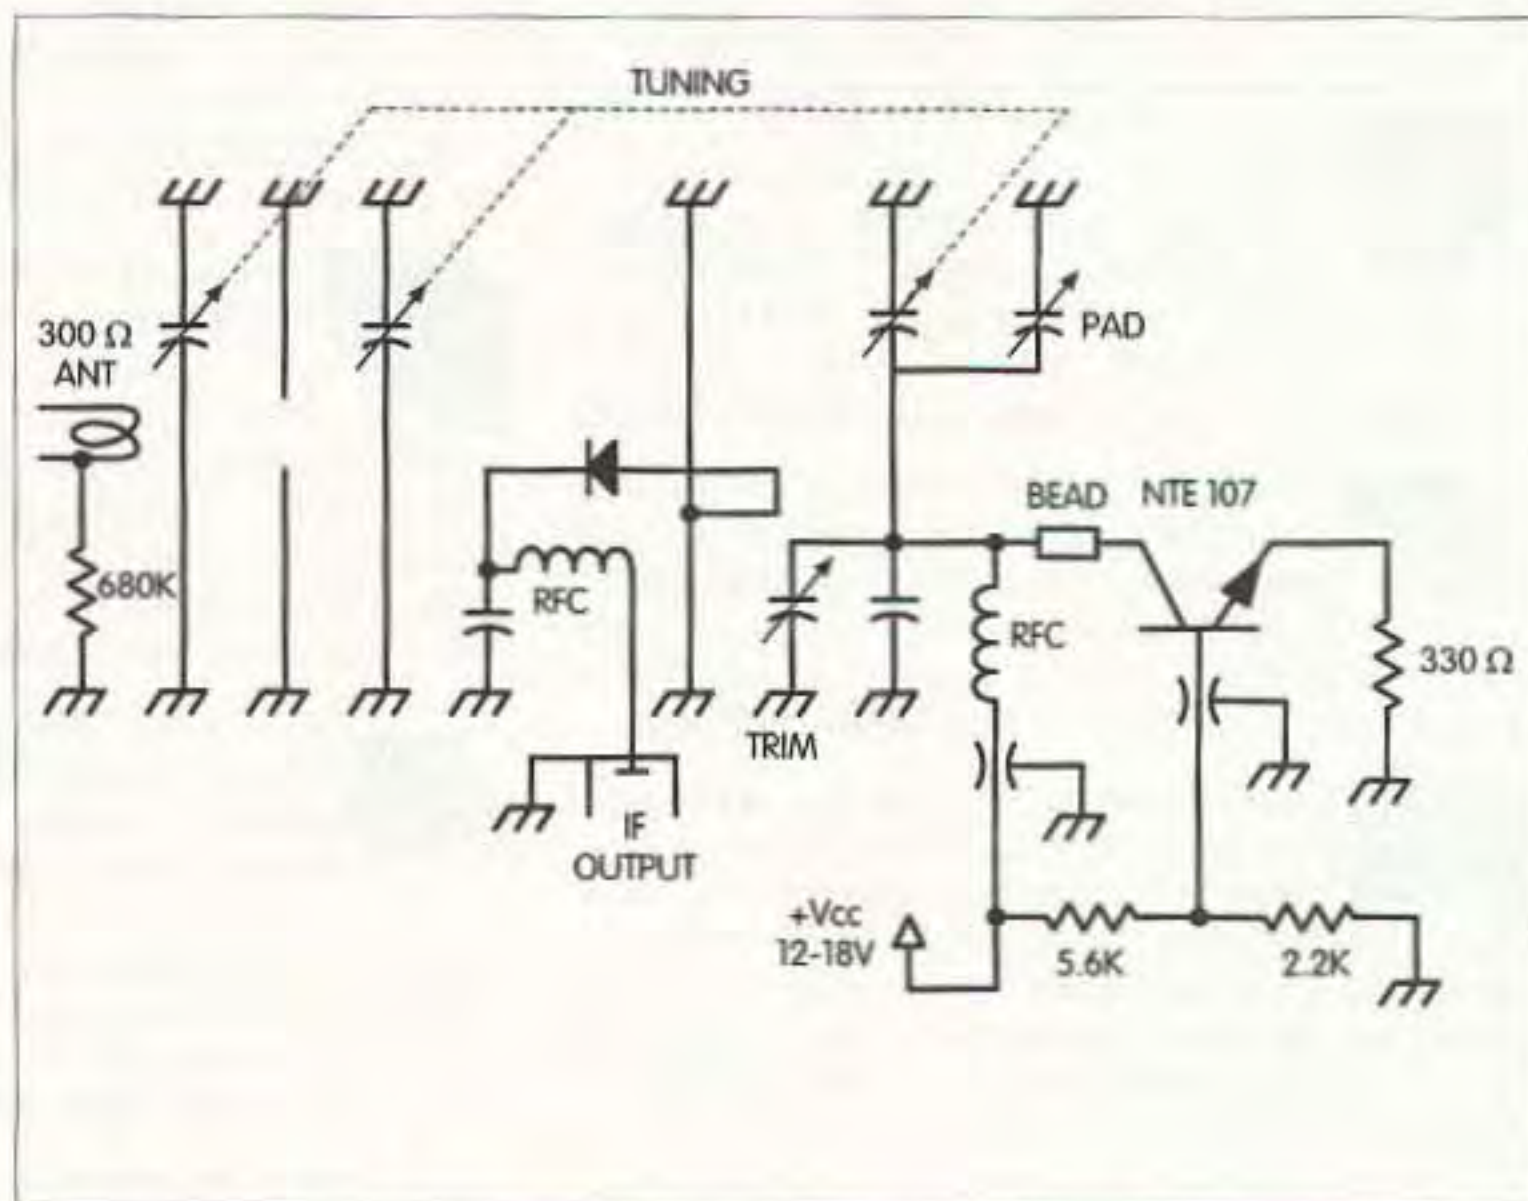 TUNING
300 Ω
ANT
PAD
BEAD NTE 107
680K
RFC
RFC
330 Ω
TRIM
IF
OUTPUT
+Vcc
12-18V
5.6K
2.2K